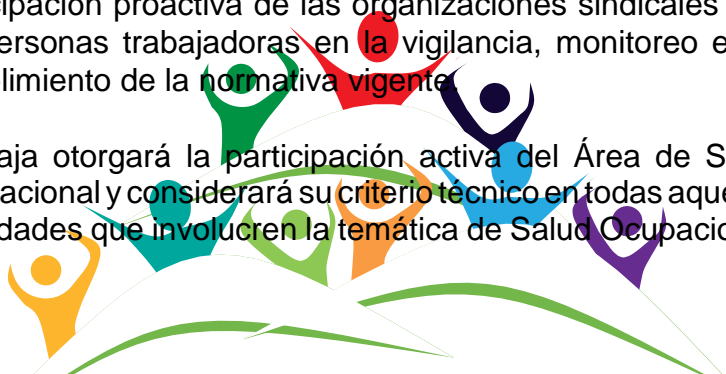 cipación proactiva de las organizaciones sindicales
ersonas trabajadoras en la vigilancia, monitoreo e
limiento de la normativa vigente.
aja otorgará la participación activa del Área de S
acional y considerará su criterio técnico en todas aque
dades que involucren la temática de Salud Ocupacio